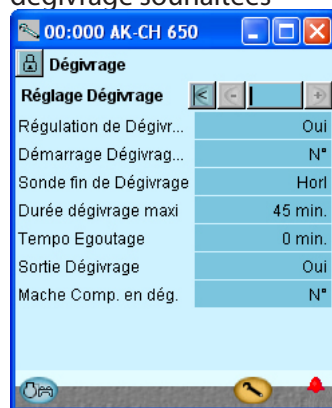 dégivrage souhaitées
00:000 AK-CH 650
Dégivrage
Réglage Dégivrage
Régulation de Dégivr... Oui
Démarrage Dégivrag... N°
Sonde fin de Dégivrage Horl
Durée dégivrage maxi 45 min.
Tempo Egoutage 0 min.
Sortie Dégivrage Oui
Mache Comp. en dég. N°